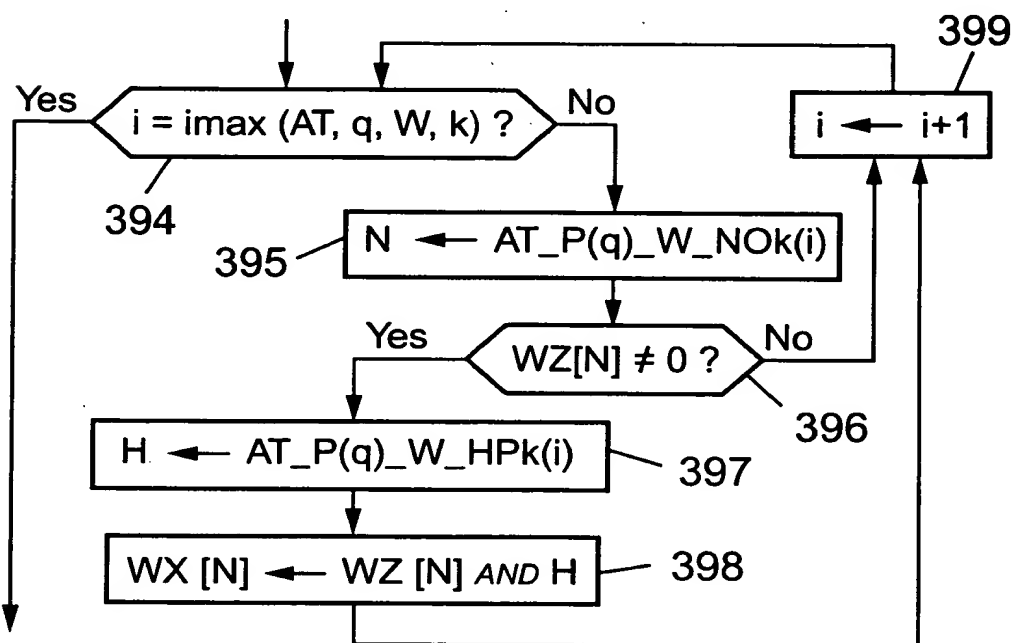 399
Yes
i = imax (AT, q, W, k) ?
No
i ← i+1
394
395
N ← AT_P(q)_W_NOk(i)
Yes
WZ[N] ≠ 0 ?
No
396
H ← AT_P(q)_W_HPk(i)
397
WX [N] ← WZ [N] AND H
398